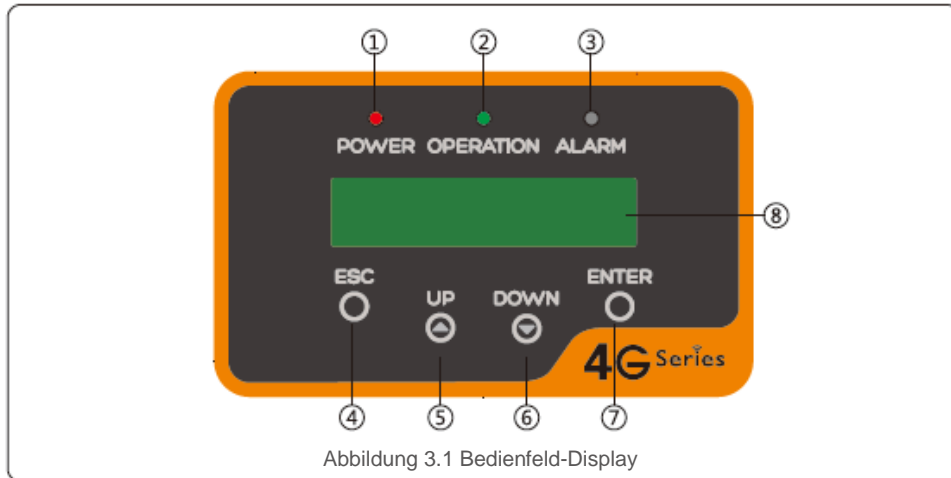 ① ② ③
POWER OPERATION ALARM
⑧
ESC UP DOWN ENTER
4G Series
④ ⑤ ⑥ ⑦
Abbildung 3.1 Bedienfeld-Display